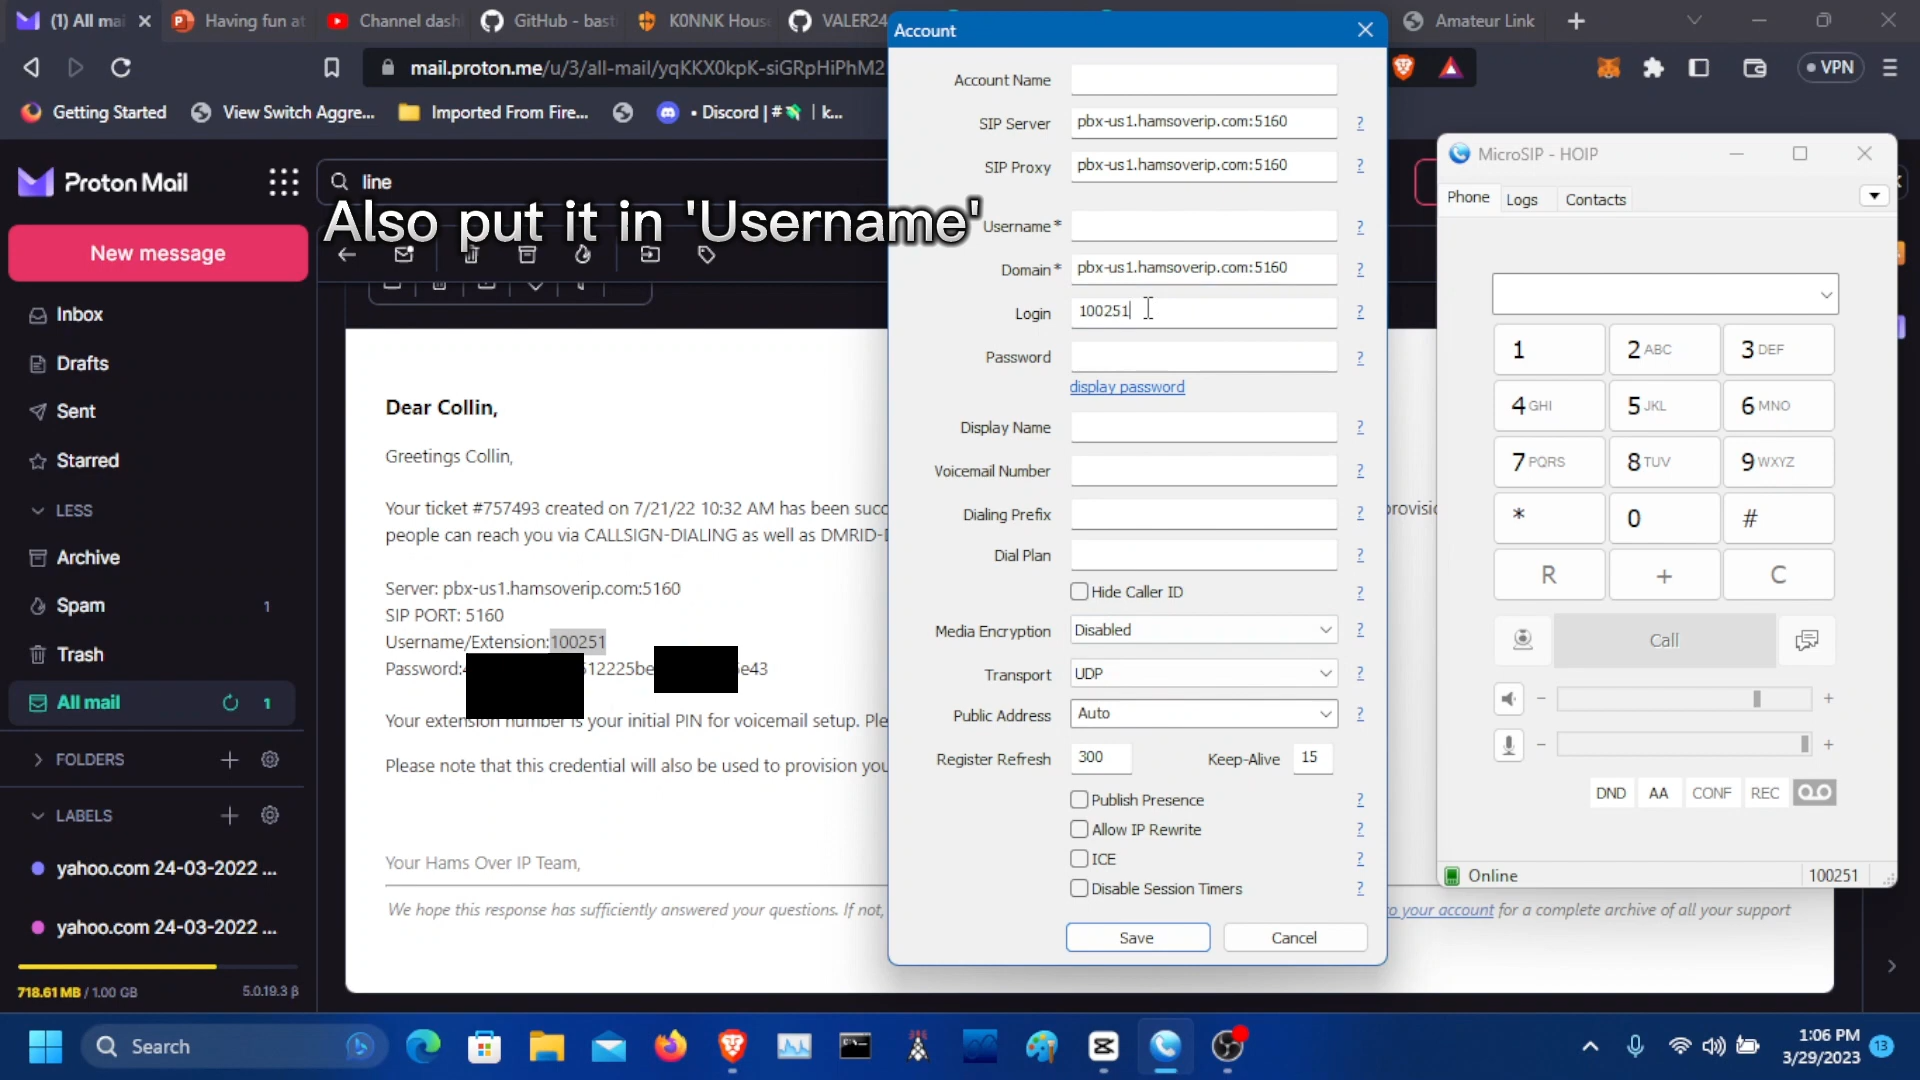 (1) All mai
Having fun at
Channel dash
GitHub - bast
K0NNK Hous
VALER24
Amateur Link
mail.proton.me/u/3/all-mail/yqKKX0kpK-siGRpHiPhM2
VPN
Getting Started
View Switch Aggre...
Imported From Fire...
• Discord | #
| k...
Proton Mail
line
Also put it in 'Username'
New message
Inbox
Drafts
Sent
Starred
LESS
Archive
Spam 1
Trash
All mail 1
FOLDERS
LABELS
yahoo.com 24-03-2022 ...
yahoo.com 24-03-2022 ...
718.61 MB / 1.00 GB
5.0.19.3 β
Dear Collin,
Greetings Collin,
Your ticket #757493 created on 7/21/22 10:32 AM has been succ
people can reach you via CALLSIGN-DIALING as well as DMRID-D
Server: pbx-us1.hamsoverip.com:5160
SIP PORT: 5160
Username/Extension:100251
Password: 512225be e43
Your extension number is your initial PIN for voicemail setup. Ple
Please note that this credential will also be used to provision you
Your Hams Over IP Team,
We hope this response has sufficiently answered your questions. If not,
o your account for a complete archive of all your support
provisi
Account
Account Name
SIP Server pbx-us1.hamsoverip.com:5160 ?
SIP Proxy pbx-us1.hamsoverip.com:5160 ?
Username* ?
Domain* pbx-us1.hamsoverip.com:5160 ?
Login 100251 ?
Password ?
display password
Display Name ?
Voicemail Number ?
Dialing Prefix ?
Dial Plan ?
Hide Caller ID ?
Media Encryption Disabled ?
Transport UDP ?
Public Address Auto ?
Register Refresh 300 Keep-Alive 15
Publish Presence ?
Allow IP Rewrite ?
ICE ?
Disable Session Timers ?
Save Cancel
MicroSIP - HOIP
Phone Logs Contacts
1 2 ABC 3 DEF
4 GHI 5 JKL 6 MNO
7 PQRS 8 TUV 9 WXYZ
* 0 #
R + C
Call
- +
- +
DND AA CONF REC
Online 100251
Search
1:06 PM
3/29/2023
13